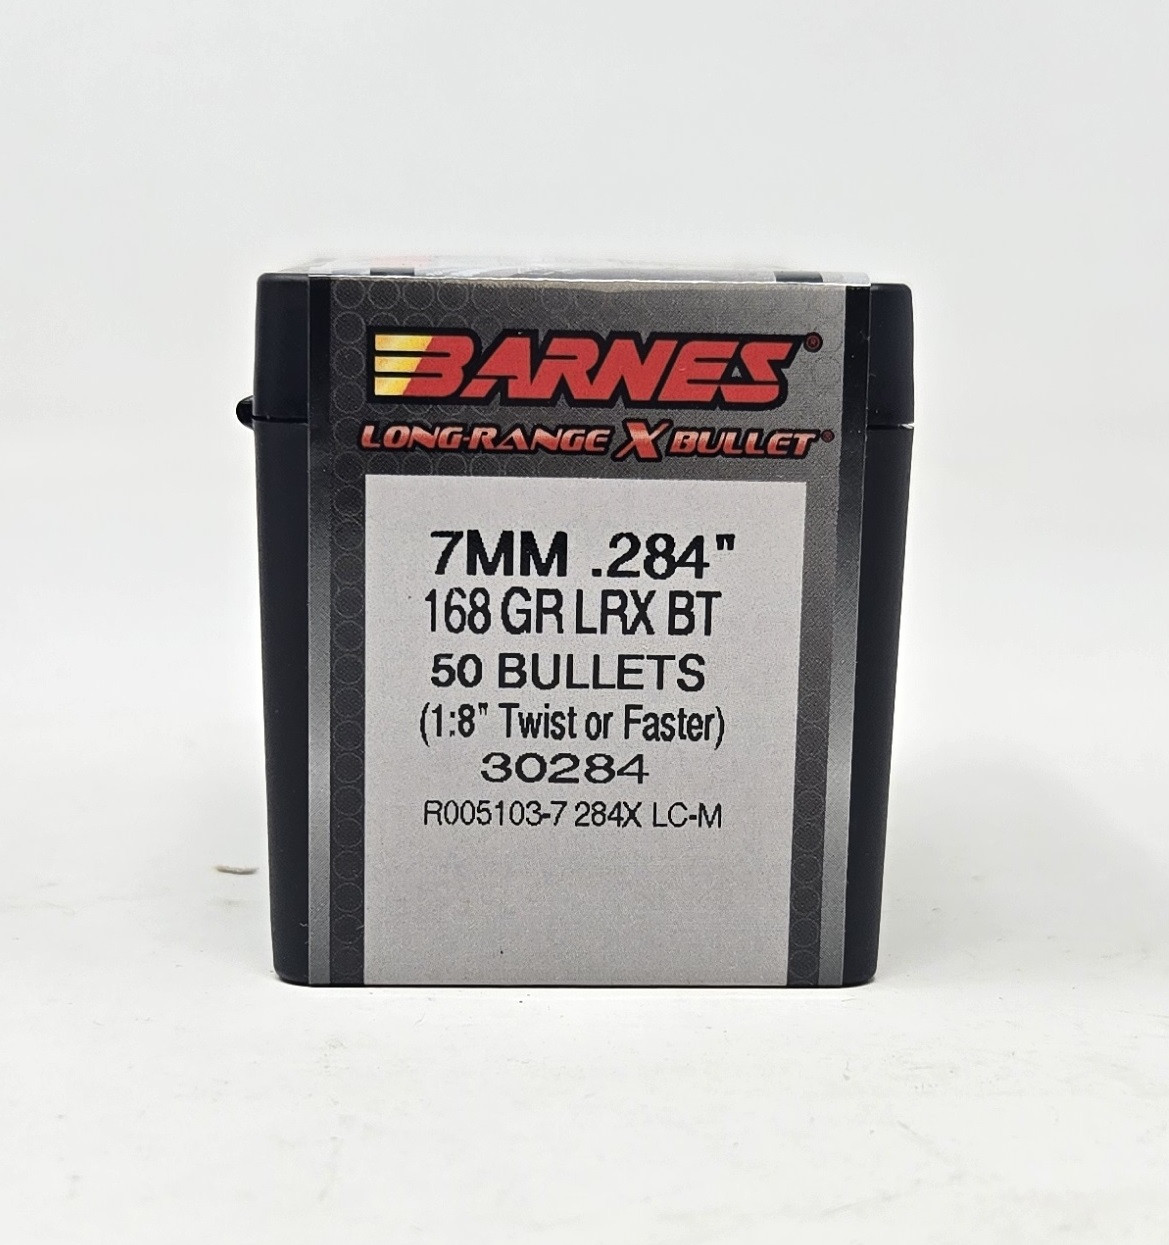 BARNES®
LONG-RANGE X BULLET®
7MM .284"
168 GR LRX BT
50 BULLETS
(1:8" Twist or Faster)
30284
R005103-7 284X LC-M